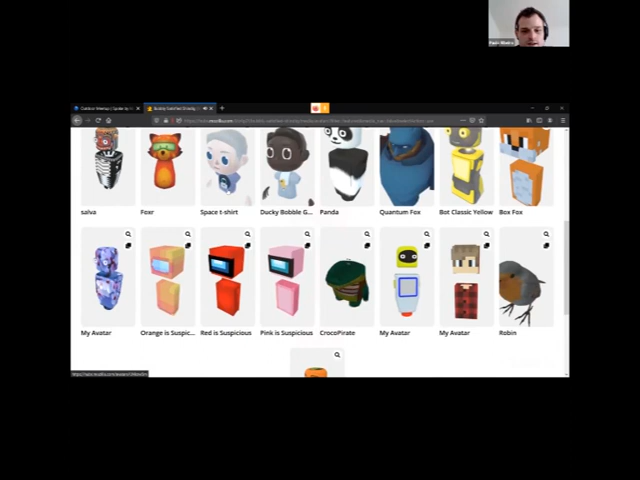 salva
Foxr
Space t-shirt
Ducky Bobble G...
Panda
Quantum Fox
Bot Classic Yellow
Box Fox
My Avatar
Orange is Suspic...
Red is Suspicious
Pink is Suspicious
CrocoPirate
My Avatar
My Avatar
Robin